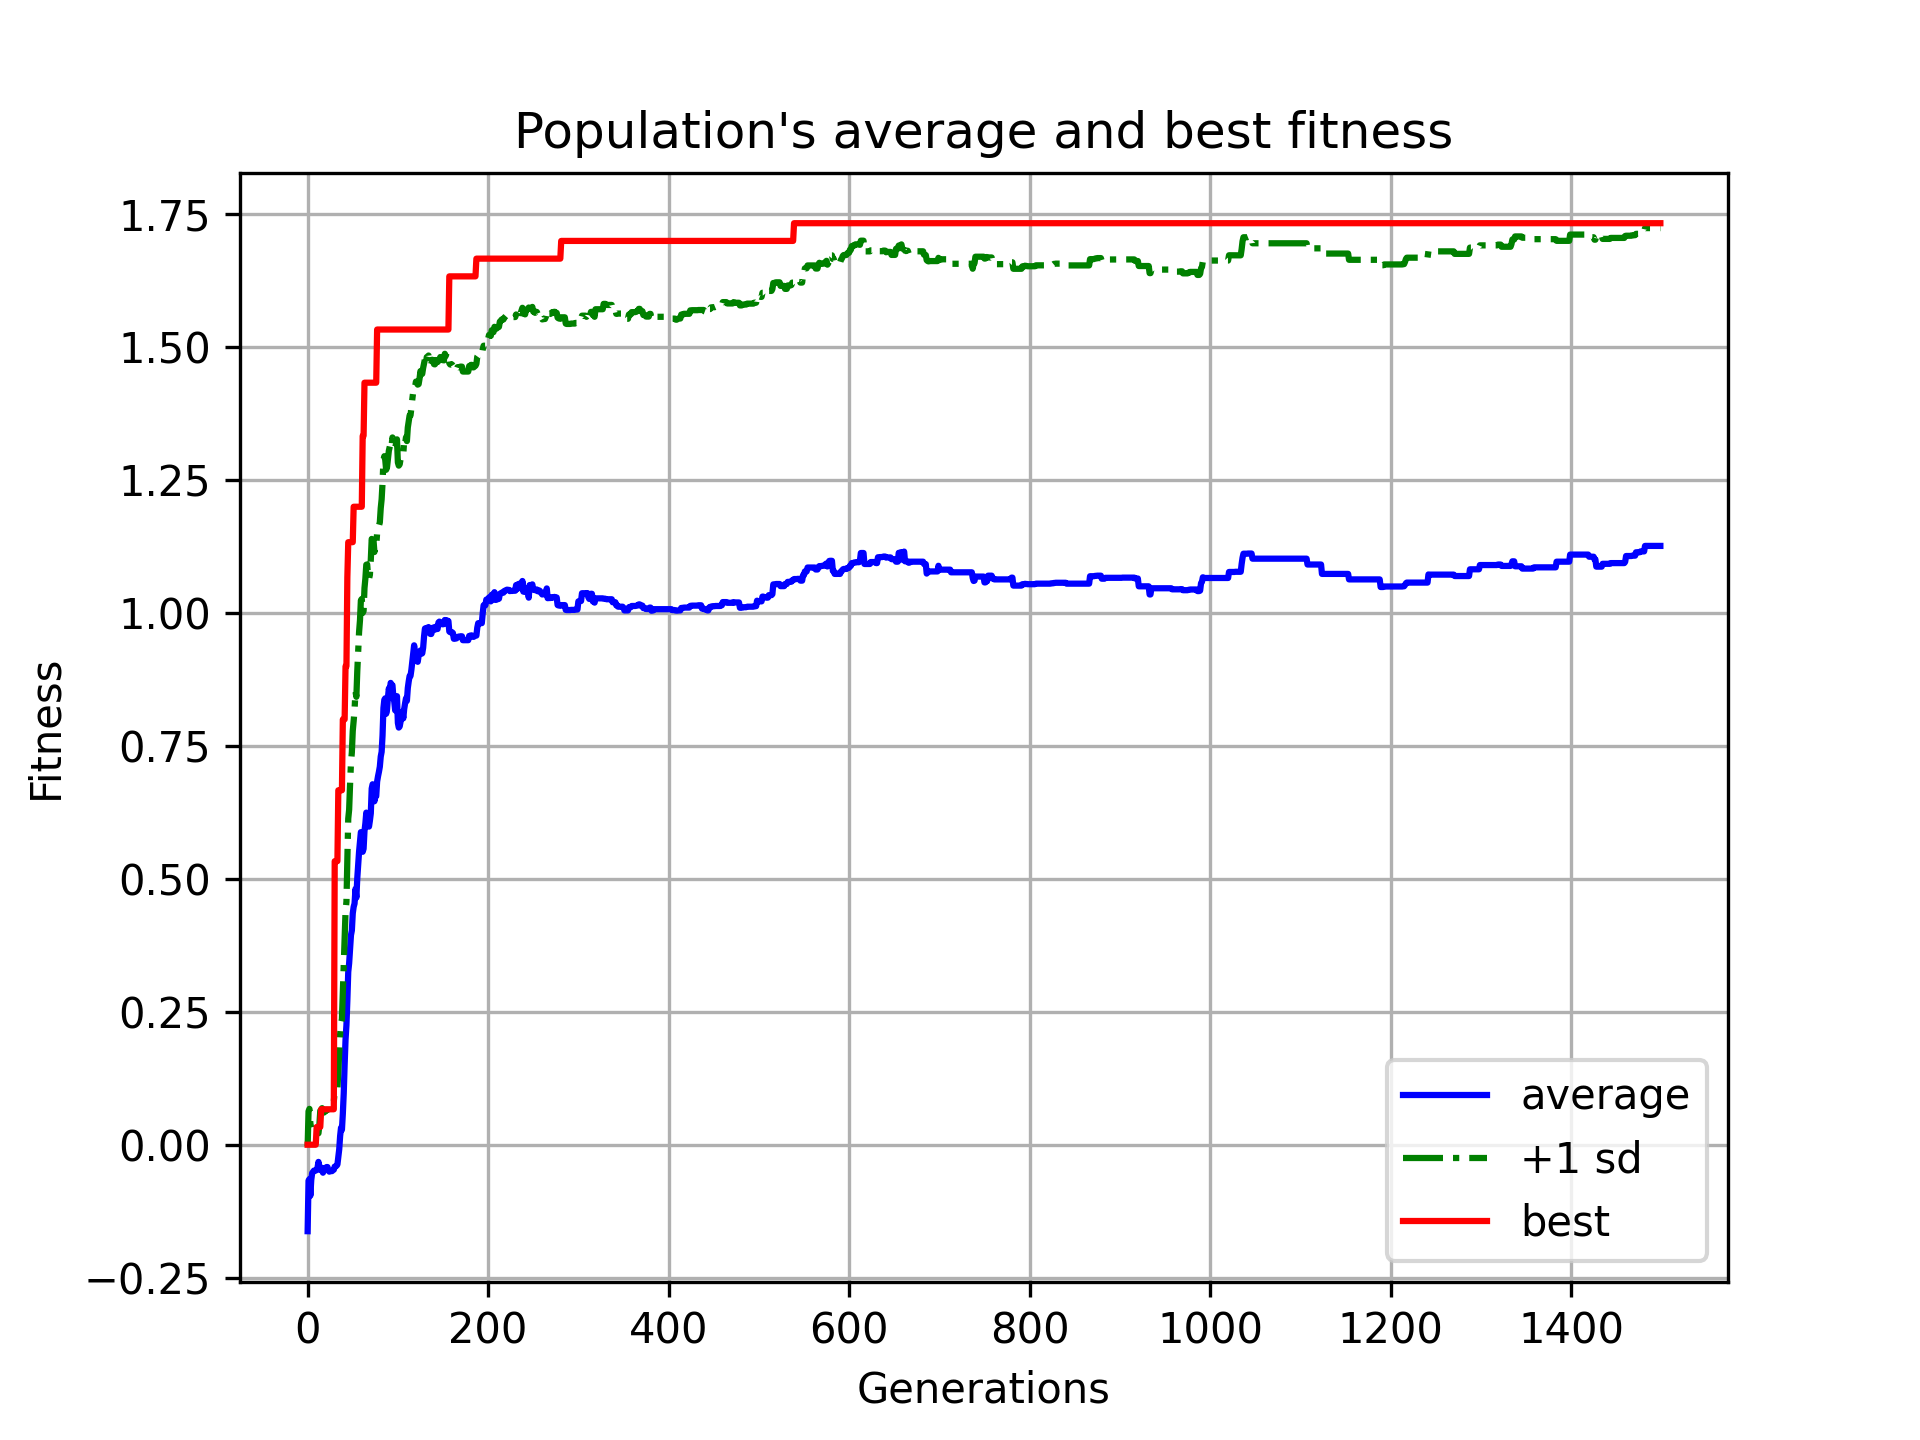 Population's average and best fitness
1.75
1.50
1.25
1.00
0.75
0.50
0.25
0.00
−0.25
Fitness
0 200 400 600 800 1000 1200 1400
Generations
average
+1 sd
best